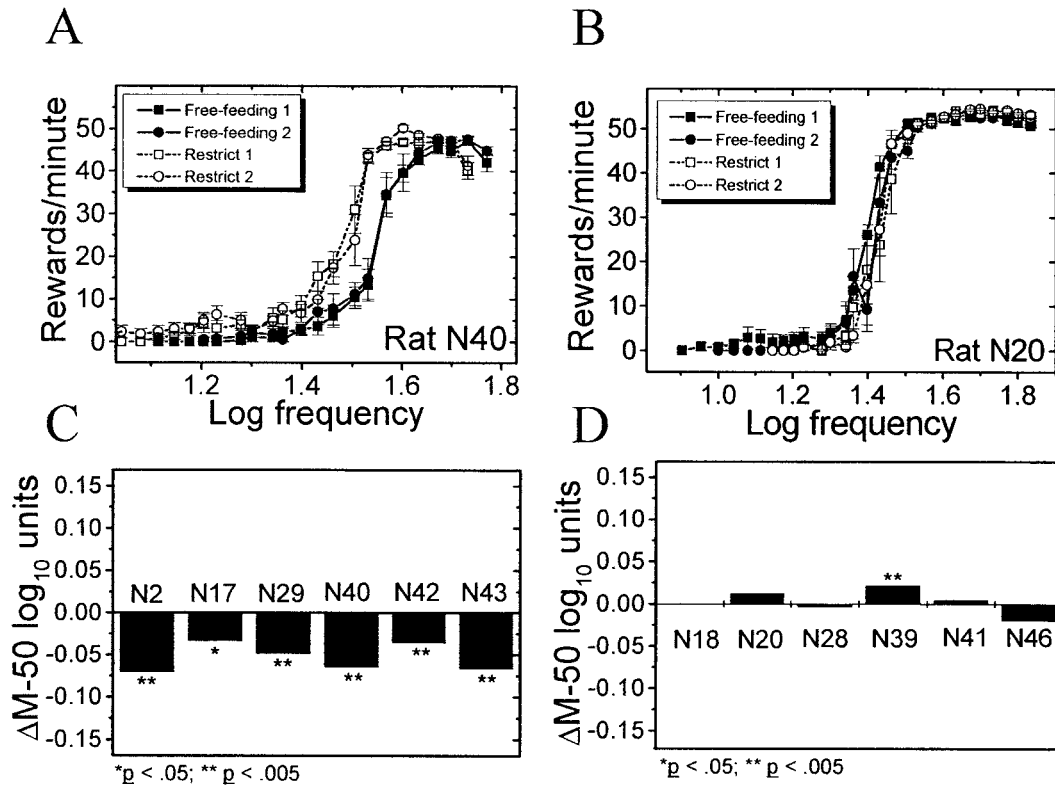 A
Rewards/minute
50
40
30
20
10
0
Free-feeding 1
Free-feeding 2
Restrict 1
Restrict 2
Rat N40
1.2 1.4 1.6 1.8
Log frequency
B
Rewards/minute
50
40
30
20
10
0
Free-feeding 1
Free-feeding 2
Restrict 1
Restrict 2
Rat N20
1.0 1.2 1.4 1.6 1.8
Log frequency
C
ΔM-50 log10 units
0.15
0.10
0.05
0.00
-0.05
-0.10
-0.15
N2 N17 N29 N40 N42 N43
** * ** ** ** **
*p < .05; ** p < .005
D
ΔM-50 log10 units
0.15
0.10
0.05
0.00
-0.05
-0.10
-0.15
**
N18 N20 N28 N39 N41 N46
*p < .05; ** p < .005